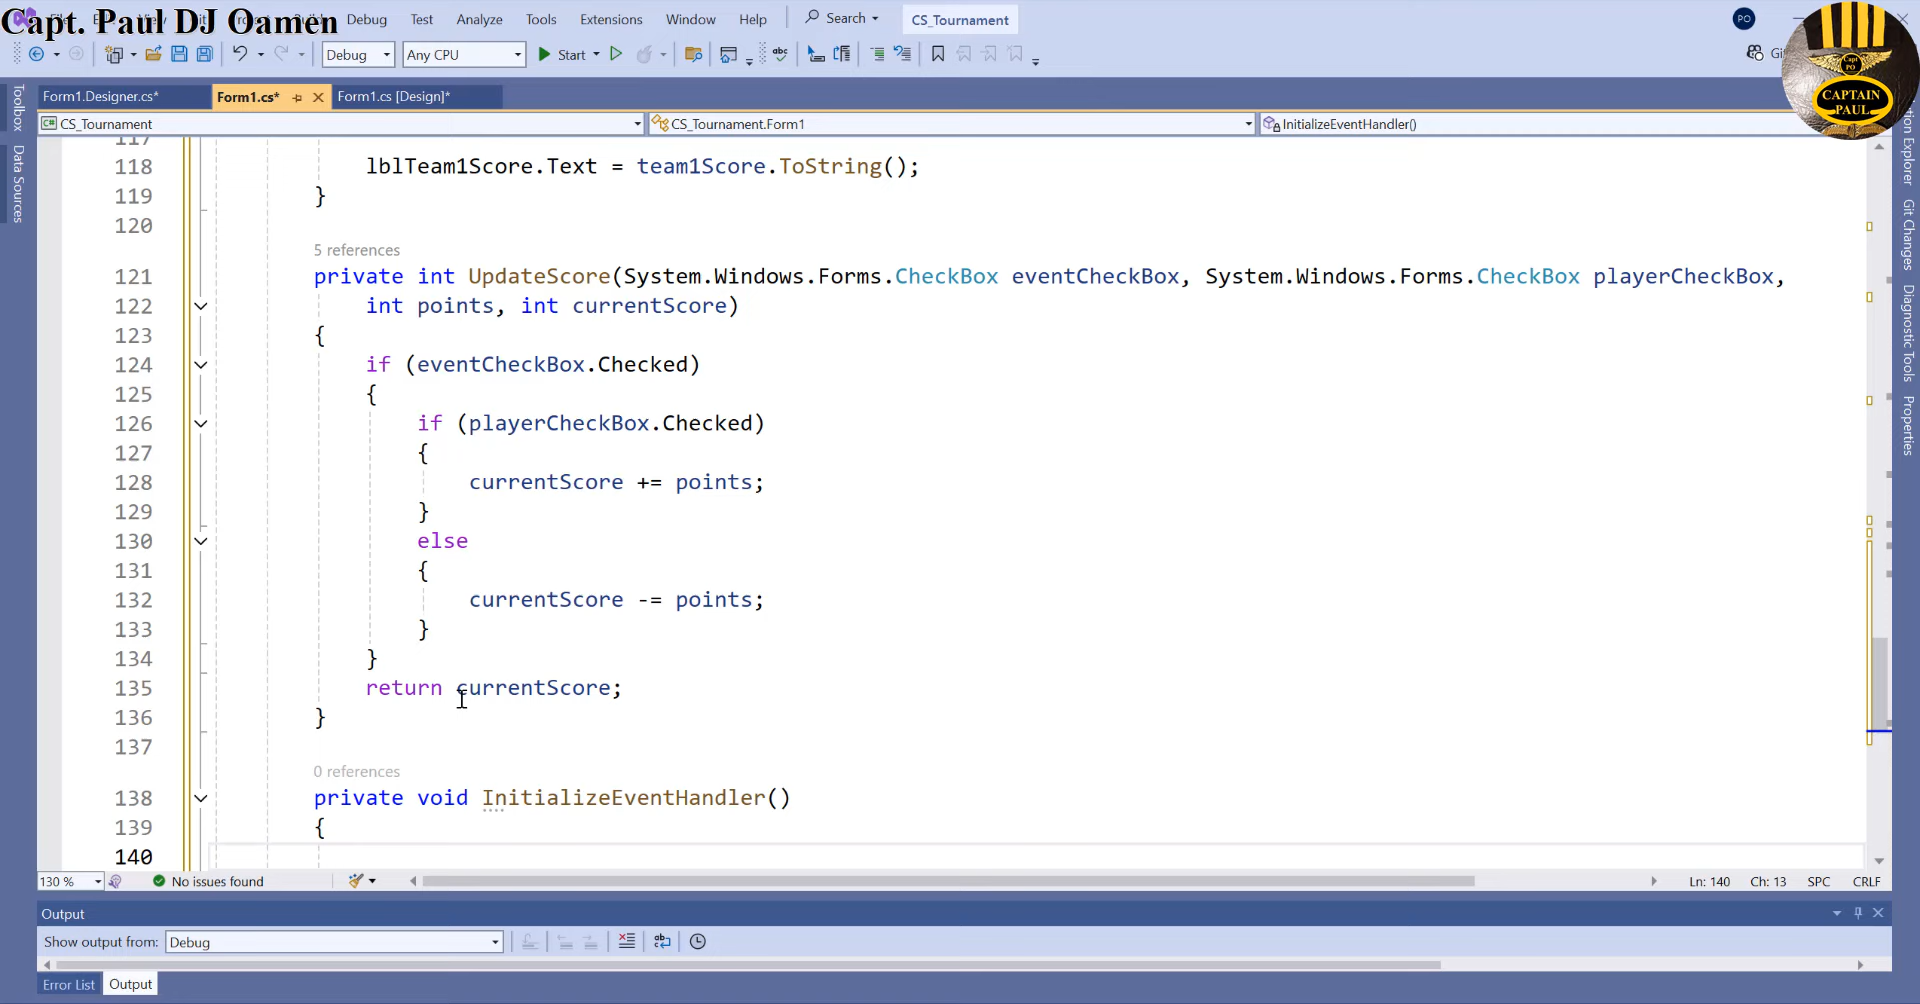 Capt. Paul DJ Oamen
Debug Test Analyze Tools Extensions Window Help Search CS_Tournament PO
Debug Any CPU Start
Form1.Designer.cs* Form1.cs* Form1.cs [Design]*
CS_Tournament CS_Tournament.Form1 InitializeEventHandler()
Capt PO
CAPTAIN PAUL
Toolbox
Data Sources
Git Changes
Diagnostic Tools
Properties
117
118 lblTeam1Score.Text = team1Score.ToString();
119 }
120
5 references
121 private int UpdateScore(System.Windows.Forms.CheckBox eventCheckBox, System.Windows.Forms.CheckBox playerCheckBox,
122 int points, int currentScore)
123 {
124 if (eventCheckBox.Checked)
125 {
126 if (playerCheckBox.Checked)
127 {
128 currentScore += points;
129 }
130 else
131 {
132 currentScore -= points;
133 }
134 }
135 return currentScore;
136 }
137
0 references
138 private void InitializeEventHandler()
139 {
140
130 % No issues found Ln: 140 Ch: 13 SPC CRLF
Output
Show output from: Debug
Error List Output